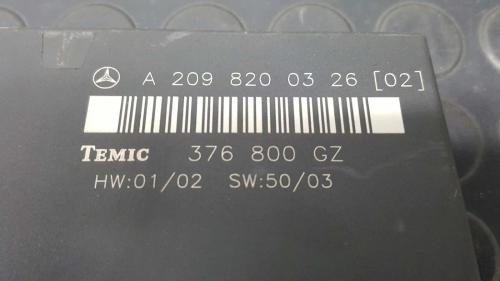 A 209 820 03 26 [02]
TEMIC 376 800 GZ
HW:01/02 SW:50/03